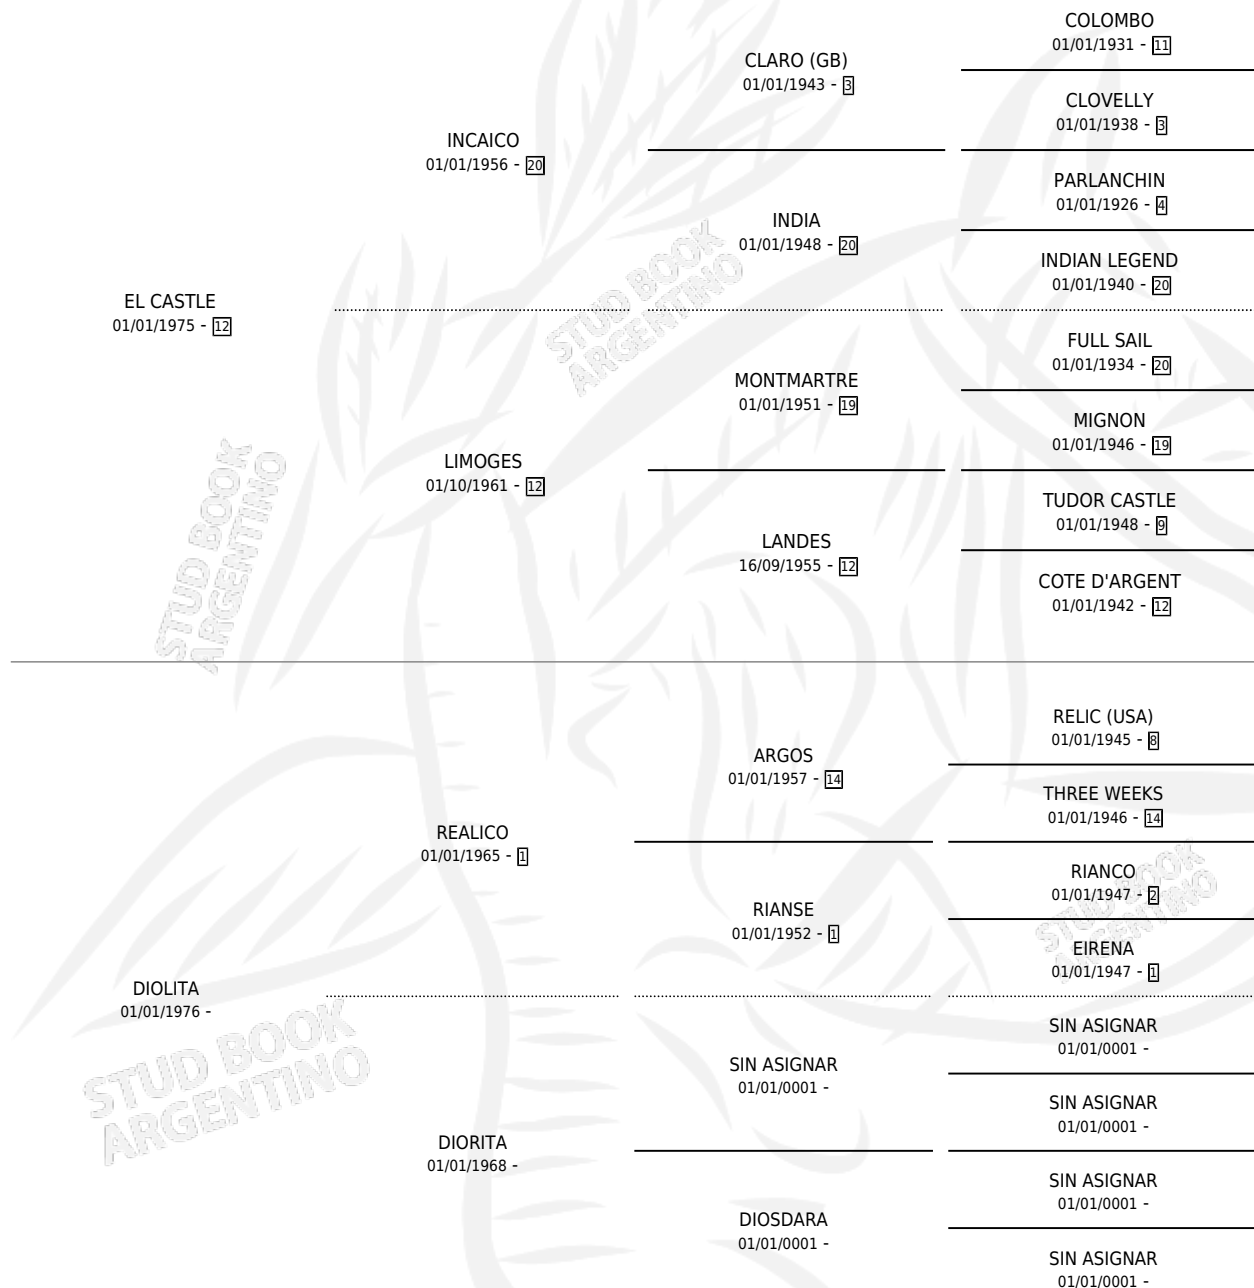 COLOMBO
01/01/1931 - 11
CLARO (GB)
01/01/1943 - 3
CLOVELLY
01/01/1938 - 3
INCAICO
01/01/1956 - 20
PARLANCHIN
01/01/1926 - 4
INDIA
01/01/1948 - 20
INDIAN LEGEND
01/01/1940 - 20
EL CASTLE
01/01/1975 - 12
FULL SAIL
01/01/1934 - 20
MONTMARTRE
01/01/1951 - 19
MIGNON
01/01/1946 - 19
LIMOGES
01/10/1961 - 12
TUDOR CASTLE
01/01/1948 - 9
LANDES
16/09/1955 - 12
COTE D'ARGENT
01/01/1942 - 12
RELIC (USA)
01/01/1945 - 8
ARGOS
01/01/1957 - 14
THREE WEEKS
01/01/1946 - 14
REALICO
01/01/1965 - 1
RIANCO
01/01/1947 - 2
RIANSE
01/01/1952 - 1
EIRENA
01/01/1947 - 1
DIOLITA
01/01/1976 -
SIN ASIGNAR
01/01/0001 -
SIN ASIGNAR
01/01/0001 -
SIN ASIGNAR
01/01/0001 -
DIORITA
01/01/1968 -
SIN ASIGNAR
01/01/0001 -
DIOSDARA
01/01/0001 -
SIN ASIGNAR
01/01/0001 -
STUD BOOK
ARGENTINO
STUD BOOK
ARGENTINO
STUD BOOK
ARGENTINO
STUD BOOK
ARGENTINO